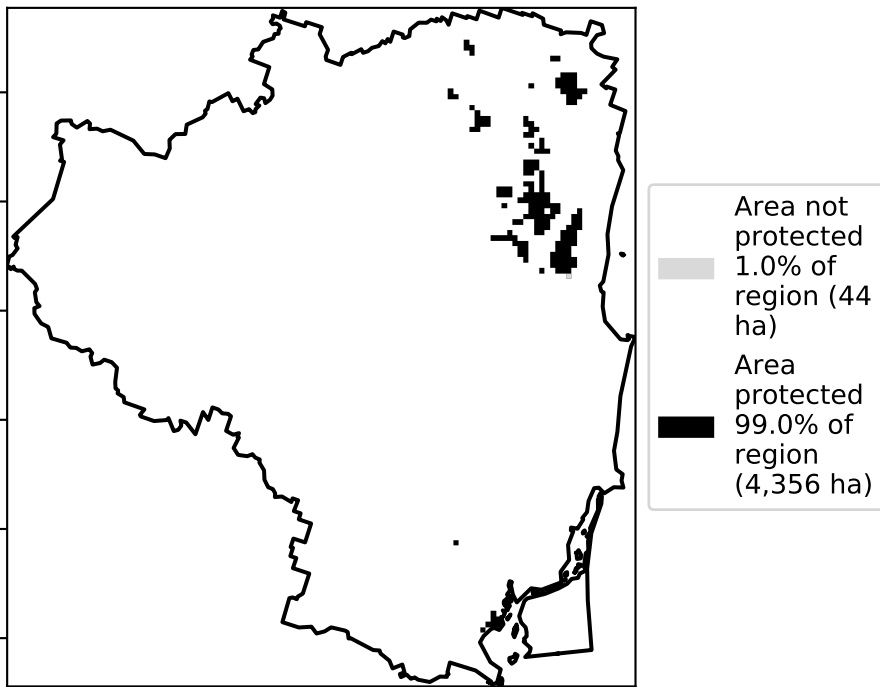 Area not
protected
1.0% of
region (44
ha)
Area
protected
99.0% of
region
(4,356 ha)